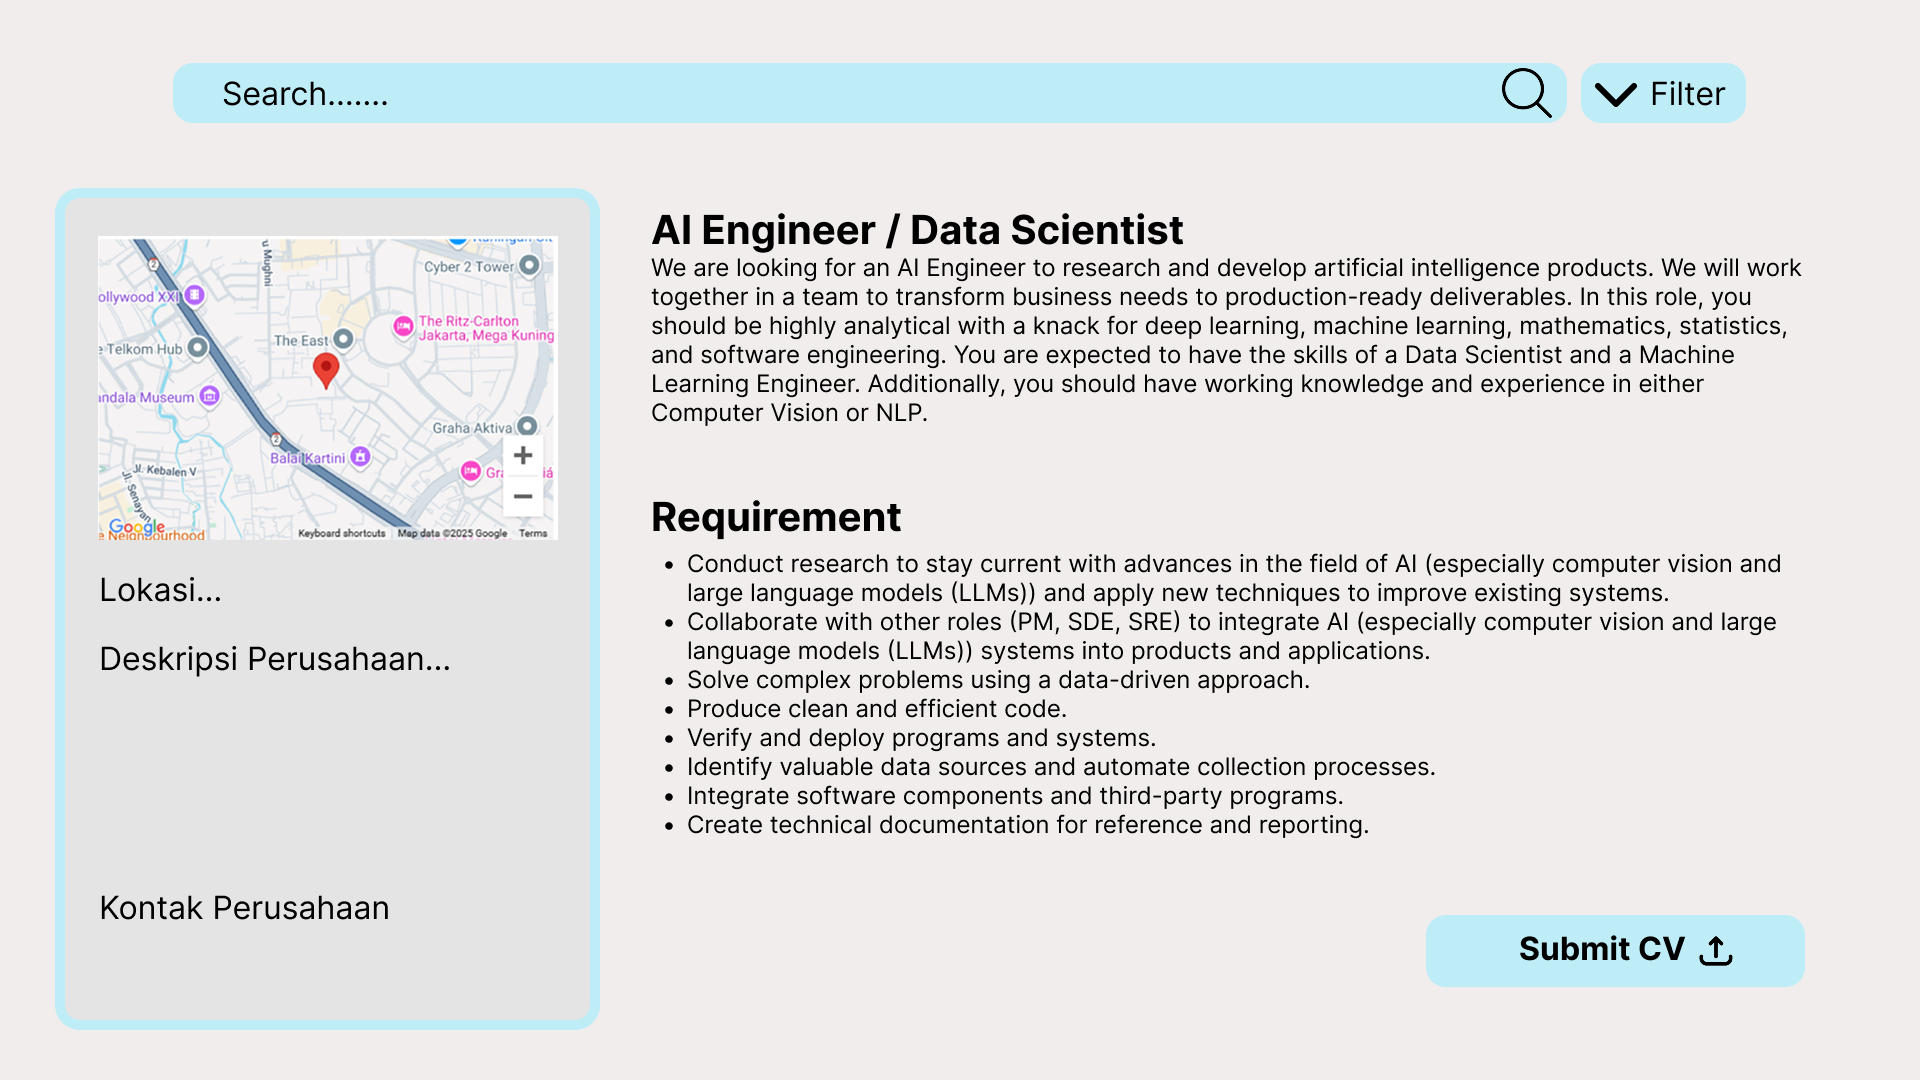 Search.......
Filter
Cyber 2 Tower
u Mughni
ollywood XXI
The Ritz-Carlton
Jakarta, Mega Kuning
The East
e Telkom Hub
andala Museum
Graha Aktiva
Balai Kartini
Jl. Kebalen V
Jl. Senayan
Google
Keyboard shortcuts Map data ©2025 Google Terms
Lokasi...
Deskripsi Perusahaan...
Kontak Perusahaan
AI Engineer / Data Scientist
We are looking for an AI Engineer to research and develop artificial intelligence products. We will work
together in a team to transform business needs to production-ready deliverables. In this role, you
should be highly analytical with a knack for deep learning, machine learning, mathematics, statistics,
and software engineering. You are expected to have the skills of a Data Scientist and a Machine
Learning Engineer. Additionally, you should have working knowledge and experience in either
Computer Vision or NLP.
Requirement
• Conduct research to stay current with advances in the field of AI (especially computer vision and
large language models (LLMs)) and apply new techniques to improve existing systems.
• Collaborate with other roles (PM, SDE, SRE) to integrate AI (especially computer vision and large
language models (LLMs)) systems into products and applications.
• Solve complex problems using a data-driven approach.
• Produce clean and efficient code.
• Verify and deploy programs and systems.
• Identify valuable data sources and automate collection processes.
• Integrate software components and third-party programs.
• Create technical documentation for reference and reporting.
Submit CV